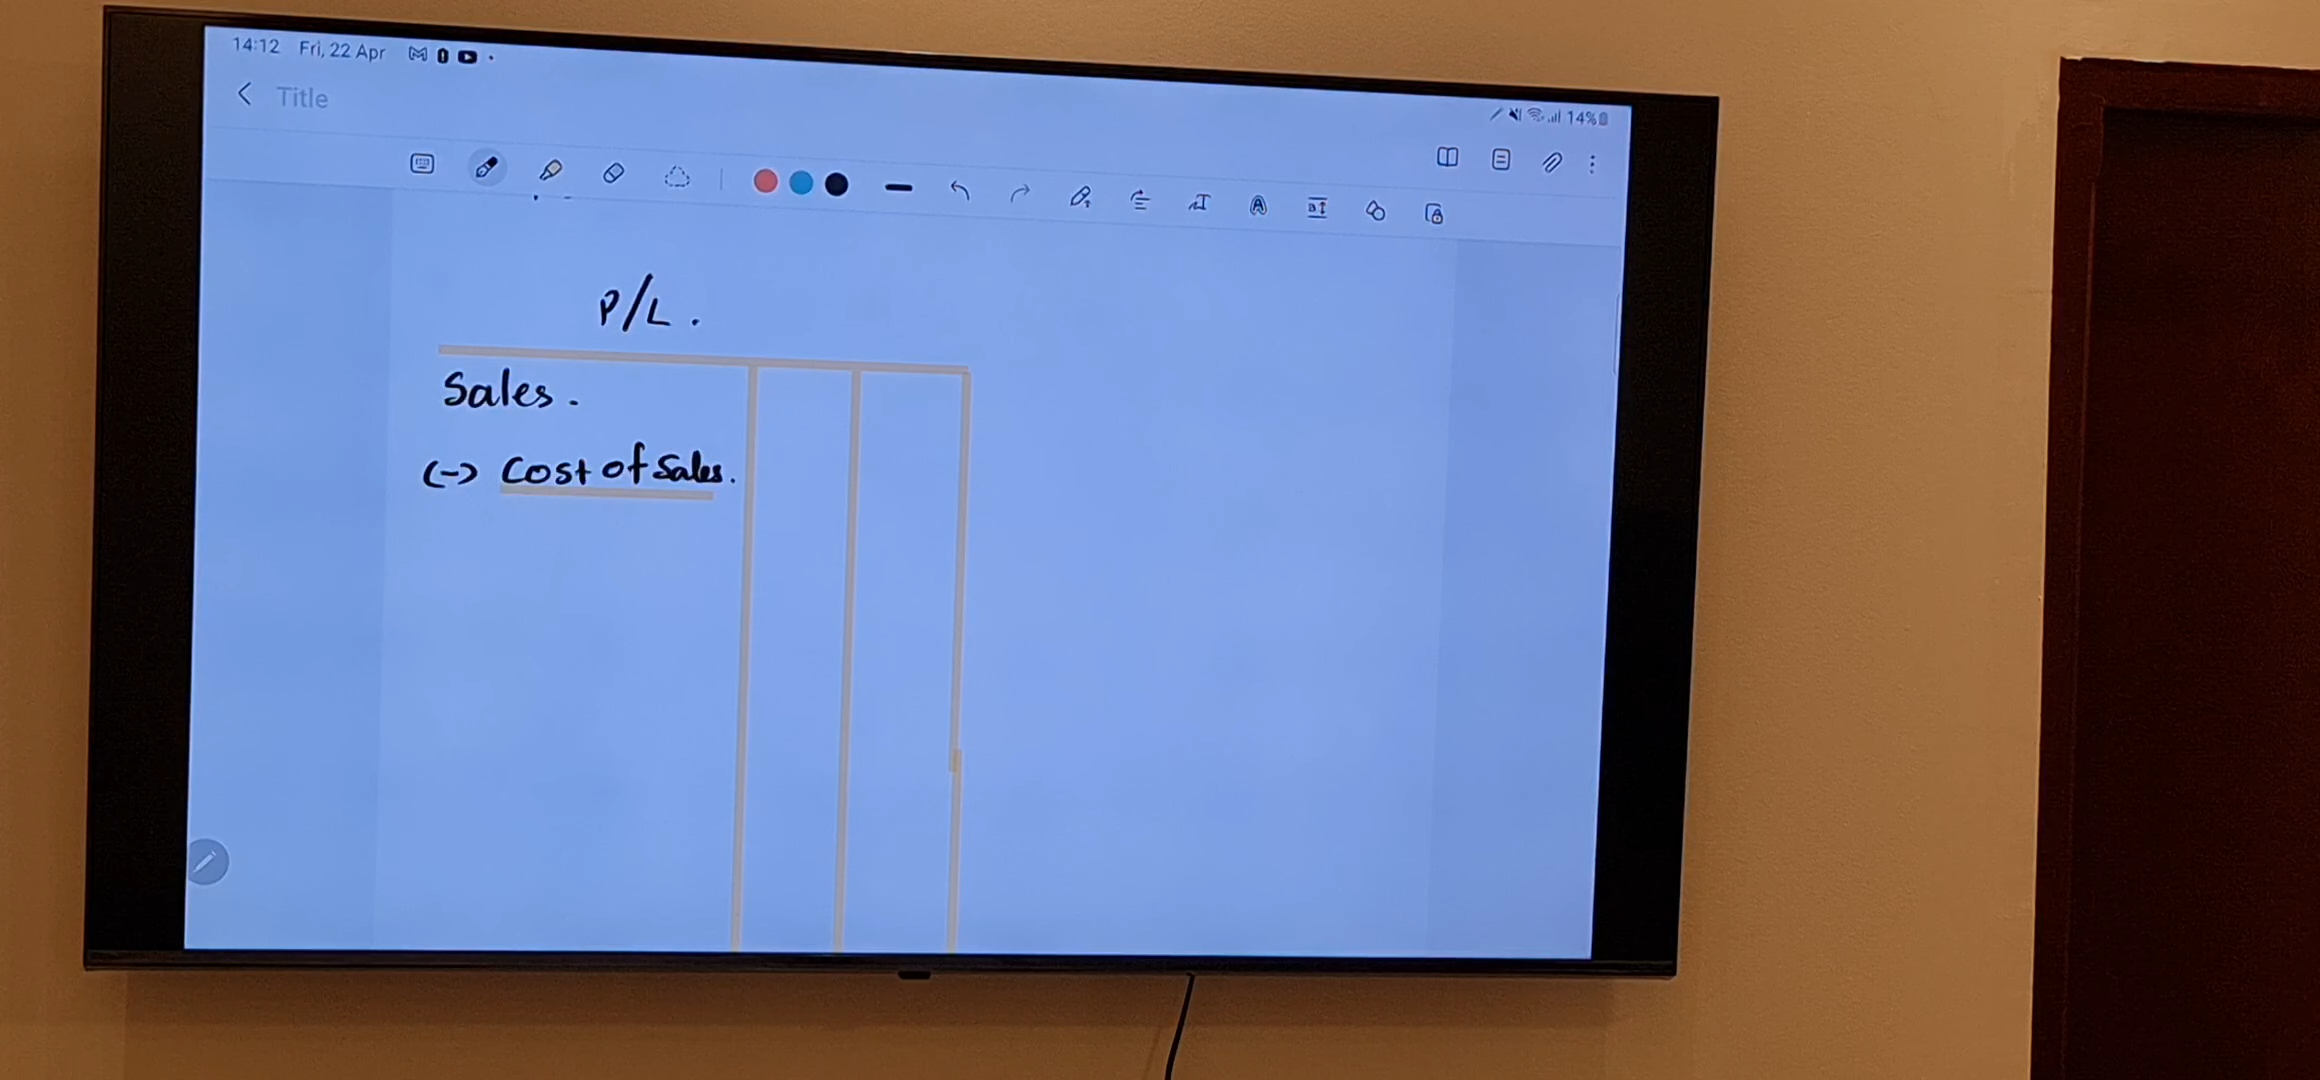 14:12 Fri, 22 Apr
14%
Title
P/L.
Sales.
(-) Cost of Sales.